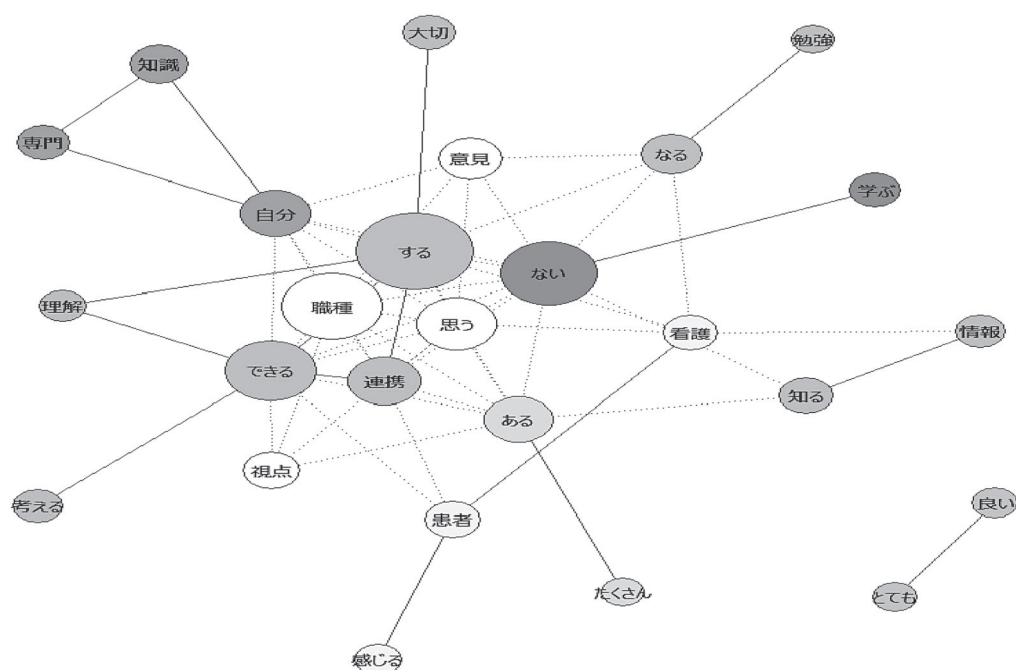 大切
勉強
知識
専門
意見
なる
学ぶ
自分
する
ない
理解
職種
思う
看護
情報
できる
連携
知る
ある
視点
考える
患者
良い
たくさん
とても
感じる